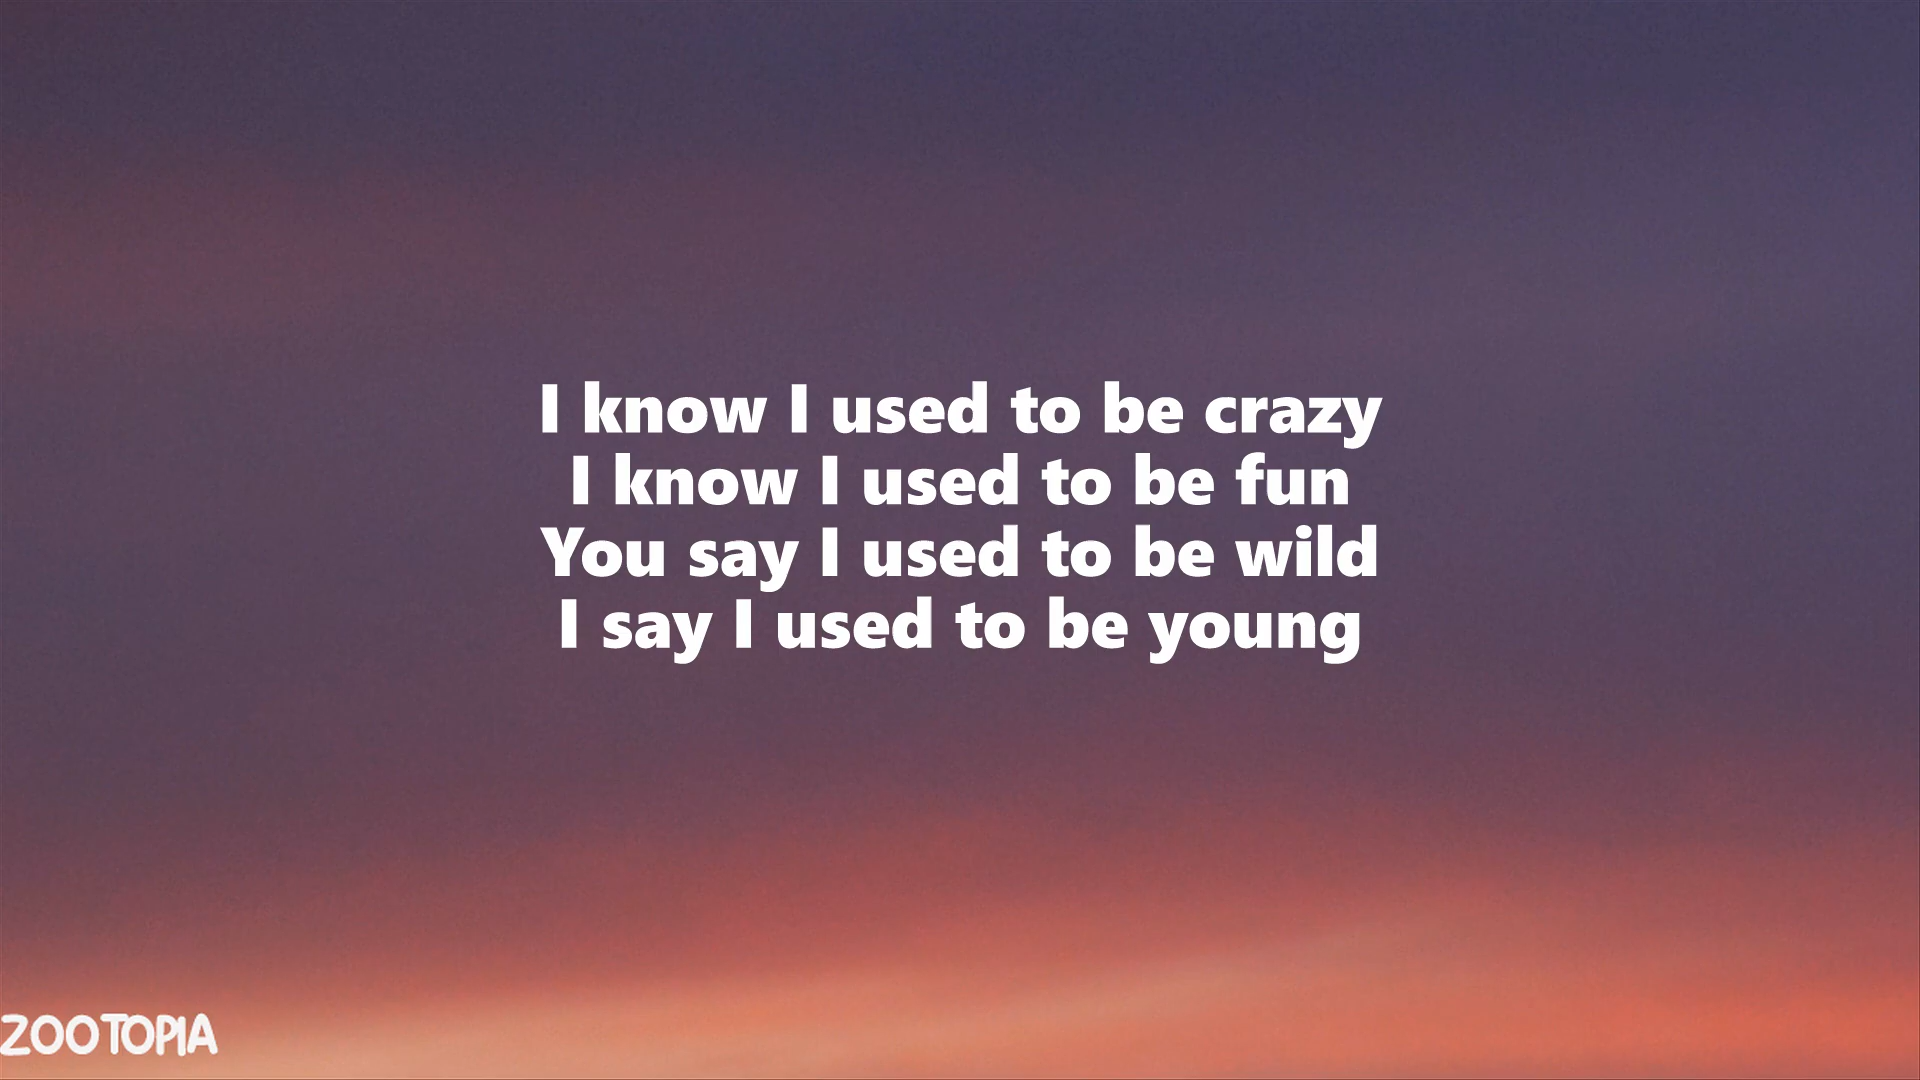 I know I used to be crazy
I know I used to be fun
You say I used to be wild
I say I used to be young
ZOOTOPIA